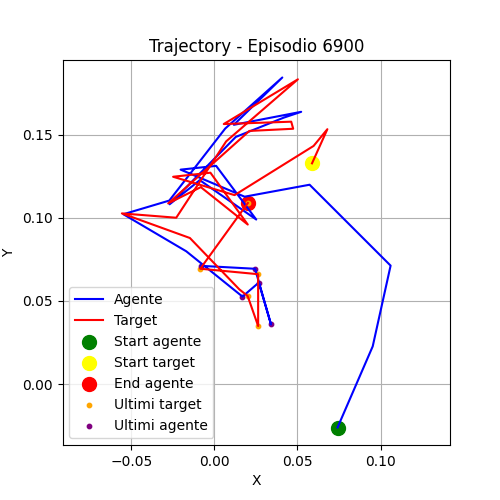 Trajectory - Episodio 6900
Y
0.15
0.10
0.05
0.00
Agente
Target
Start agente
Start target
End agente
Ultimi target
Ultimi agente
−0.05
0.00
0.05
0.10
X